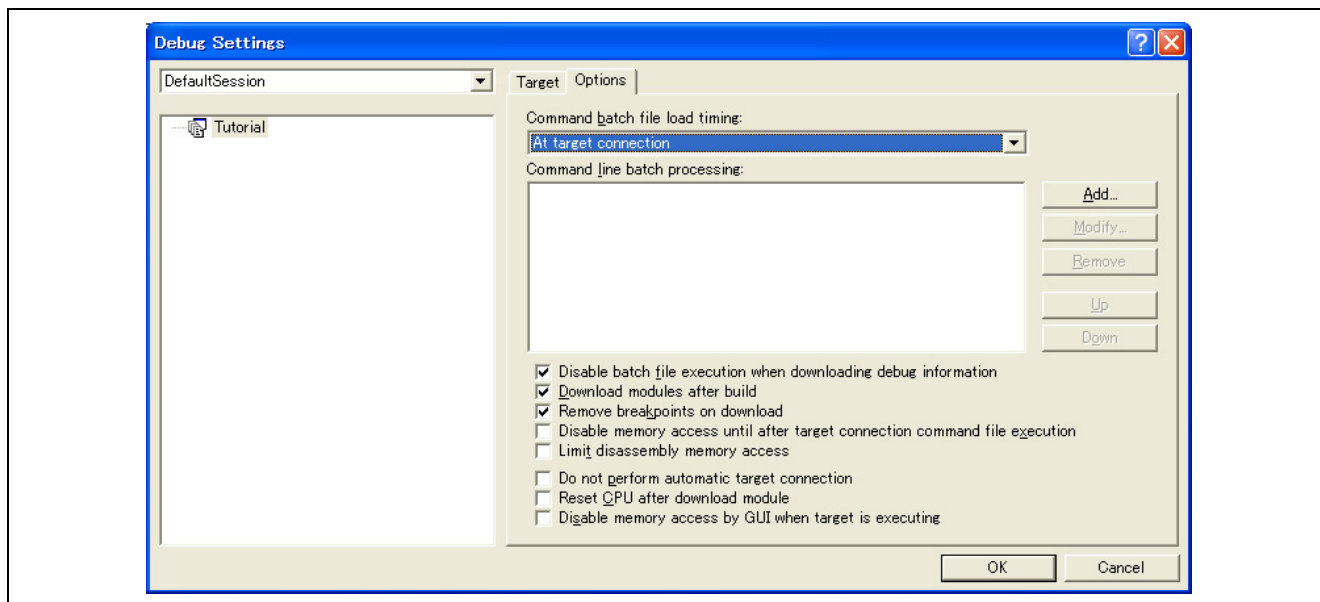 Debug Settings
DefaultSession
Tutorial
Target Options
Command batch file load timing:
At target connection
Command line batch processing:
Add...
Modify...
Remove
Up
Down
Disable batch file execution when downloading debug information
Download modules after build
Remove breakpoints on download
Disable memory access until after target connection command file execution
Limit disassembly memory access
Do not perform automatic target connection
Reset CPU after download module
Disable memory access by GUI when target is executing
OK Cancel